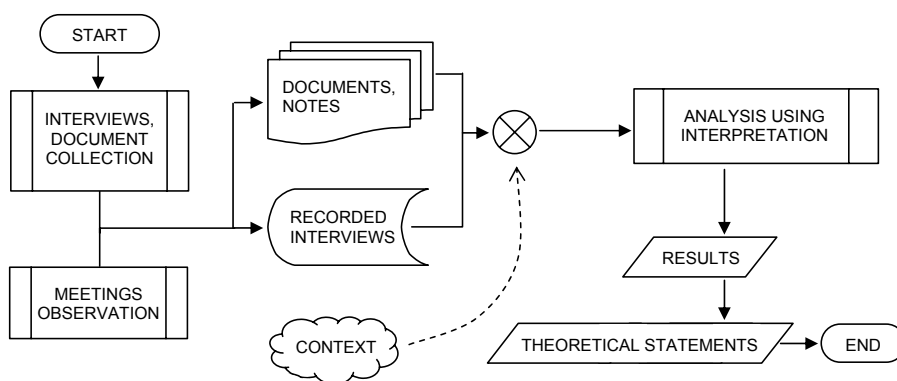 START
INTERVIEWS,
DOCUMENT
COLLECTION
MEETINGS
OBSERVATION
DOCUMENTS,
NOTES
RECORDED
INTERVIEWS
CONTEXT
ANALYSIS USING
INTERPRETATION
RESULTS
THEORETICAL STATEMENTS
END